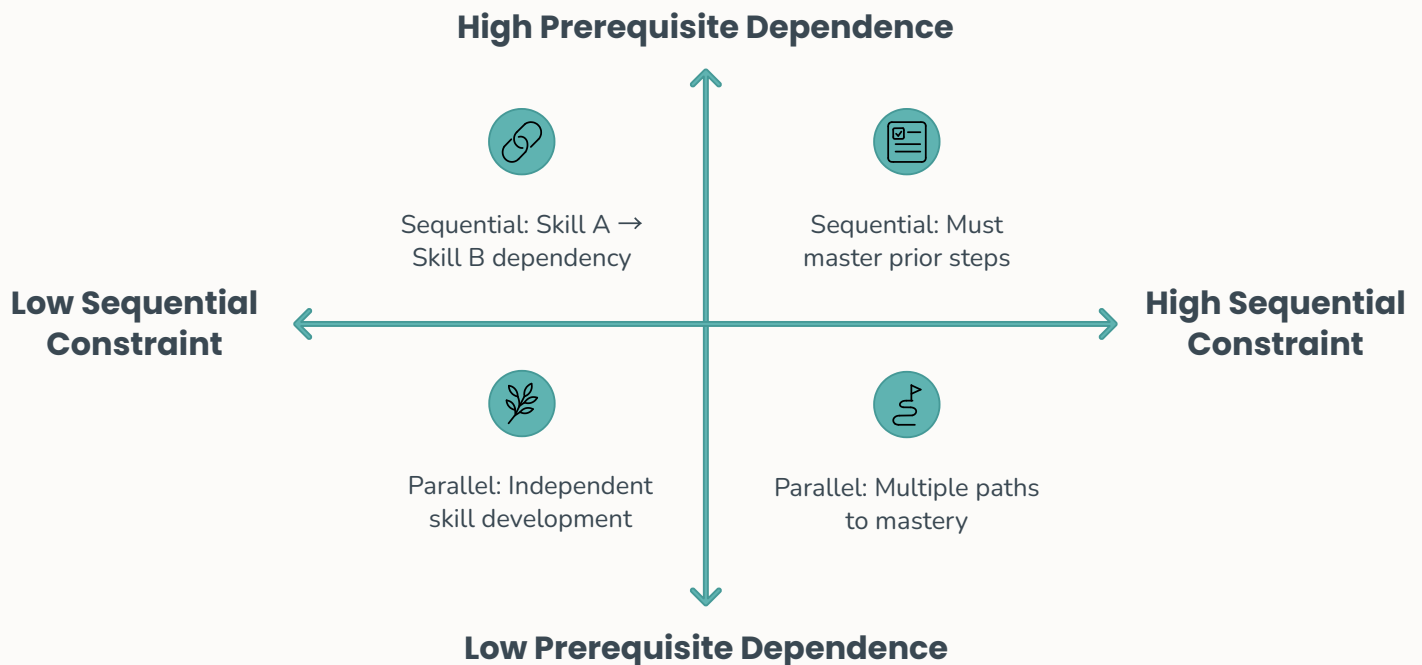 High Prerequisite Dependence
Sequential: Skill A →
Skill B dependency
Sequential: Must
master prior steps
Low Sequential
Constraint
High Sequential
Constraint
Parallel: Independent
skill development
Parallel: Multiple paths
to mastery
Low Prerequisite Dependence